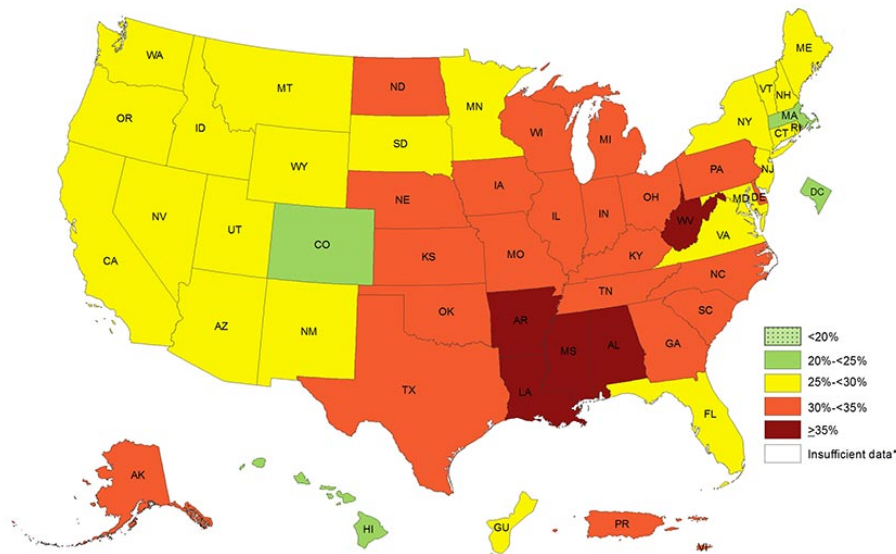 WA
MT
ND
MN
ME
OR
ID
SD
WI
MI
VT
NH
NY
MA
CT
RI
WY
IA
PA
NJ
NE
OH
NV
UT
CO
IL
IN
WV
MD
DE
DC
VA
CA
KS
MO
KY
NC
TN
AZ
NM
OK
AR
SC
MS
AL
GA
TX
LA
FL
<20%
20%-<25%
25%-<30%
30%-<35%
≥35%
Insufficient data*
AK
HI
GU
PR
VI